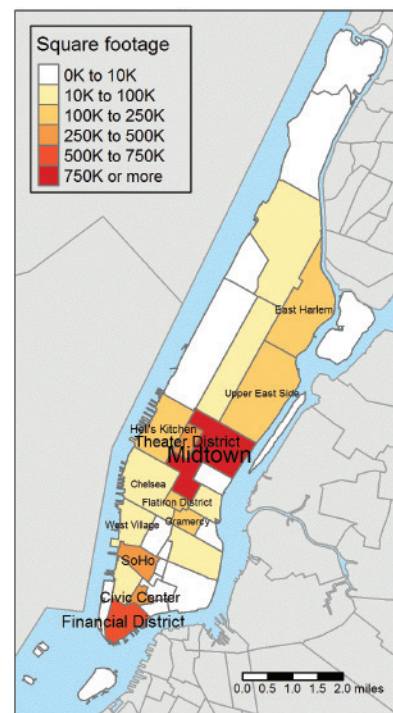 Square footage
0K to 10K
10K to 100K
100K to 250K
250K to 500K
500K to 750K
750K or more
East Harlem
Upper East Side
Hell's Kitchen
Theater District
Midtown
Chelsea
Flatiron District
Gramercy
West Village
SoHo
Civic Center
Financial District
0.0 0.5 1.0 1.5 2.0 miles